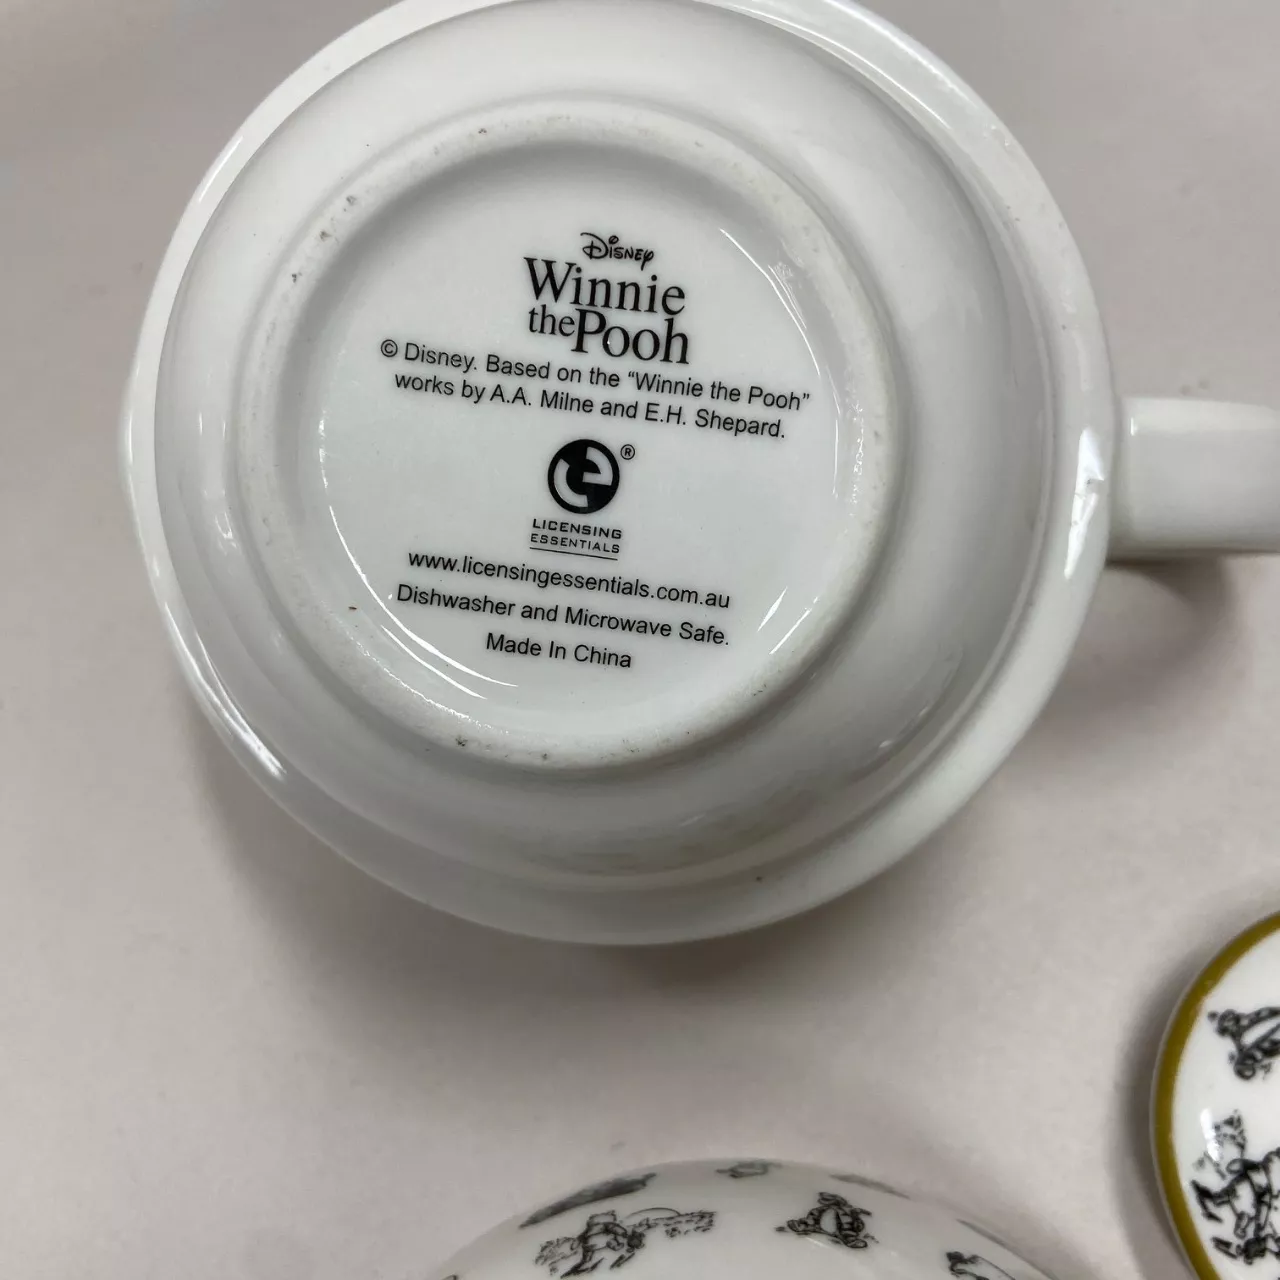 Disney
Winnie
the Pooh
© Disney. Based on the “Winnie the Pooh”
works by A.A. Milne and E.H. Shepard.
®
LICENSING
ESSENTIALS
www.licensingessentials.com.au
Dishwasher and Microwave Safe.
Made In China